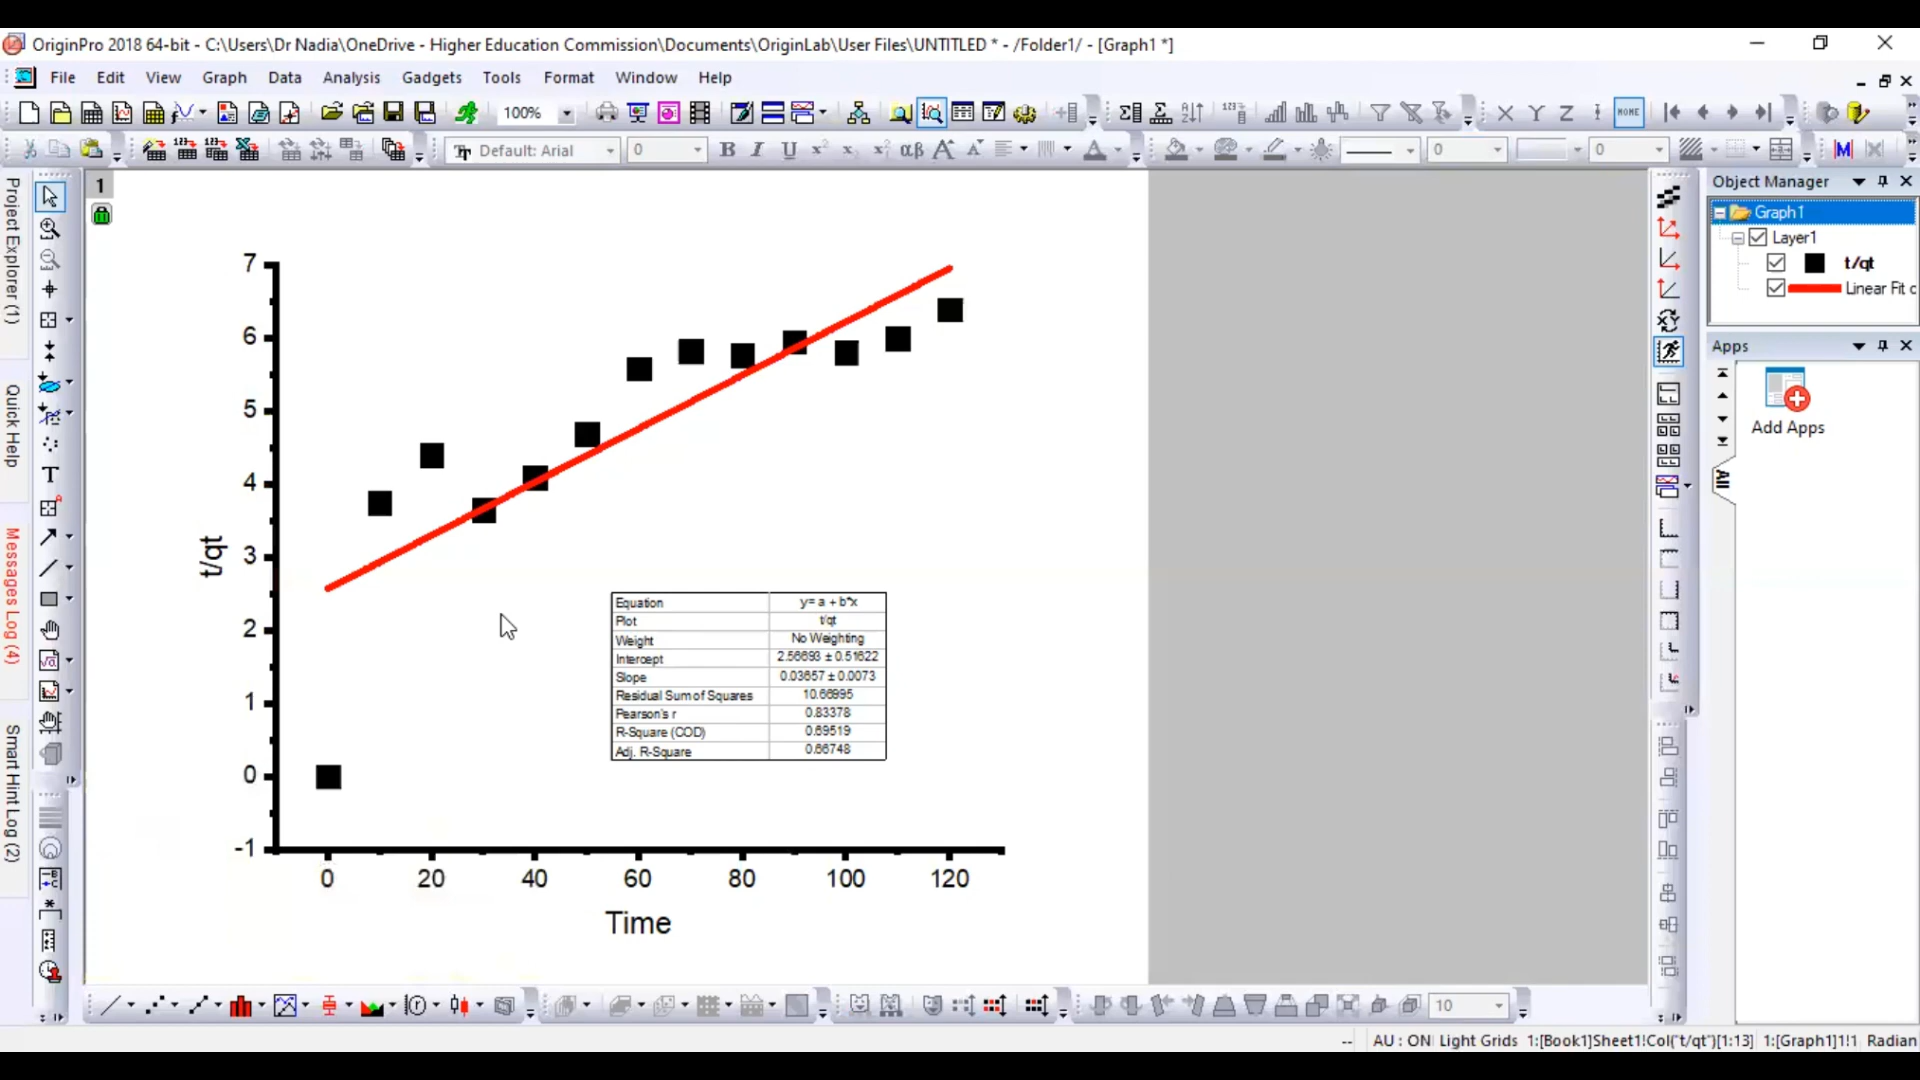 OriginPro 2018 64-bit - C:\Users\Dr Nadia\OneDrive - Higher Education Commission\Documents\OriginLab\User Files\UNTITLED * - /Folder1/ - [Graph1 *]
File Edit View Graph Data Analysis Gadgets Tools Format Window Help
100%
X Y Z HOME
Default: Arial 0 B I U αβ A A 0 0
1
Project Explorer (1)
Quick Help
Messages Log (4)
Smart Hint Log (2)
7
6
5
4
3
2
1
0
-1
t/qt
0 20 40 60 80 100 120
Time
Equation y= a + b*x
Plot t/qt
Weight No Weighting
Intercept 2.56693 ± 0.51622
Slope 0.03657 ± 0.0073
Residual Sum of Squares 10.66995
Pearson's r 0.83378
R-Square (COD) 0.69519
Adj. R-Square 0.66748
Object Manager
Graph1
Layer1
t/qt
Linear Fit
Apps
Add Apps
All
10
-- AU : ON Light Grids 1:[Book1]Sheet1!Col("t/qt")[1:13] 1:[Graph1]1!1 Radian